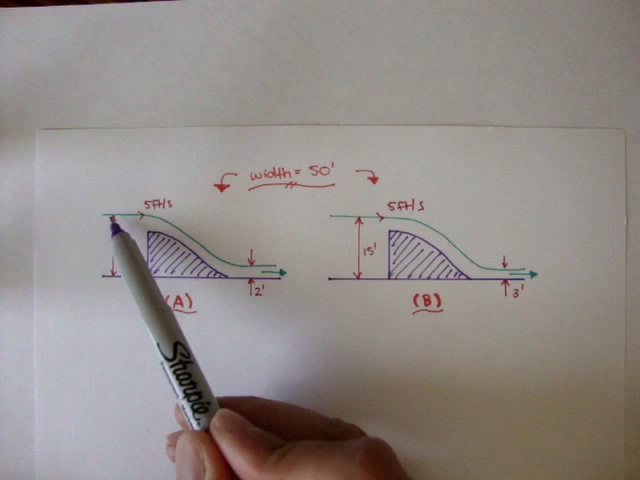 width = 50'
5ft/s
5ft/s
15'
2'
3'
(A)
(B)
Sharpie